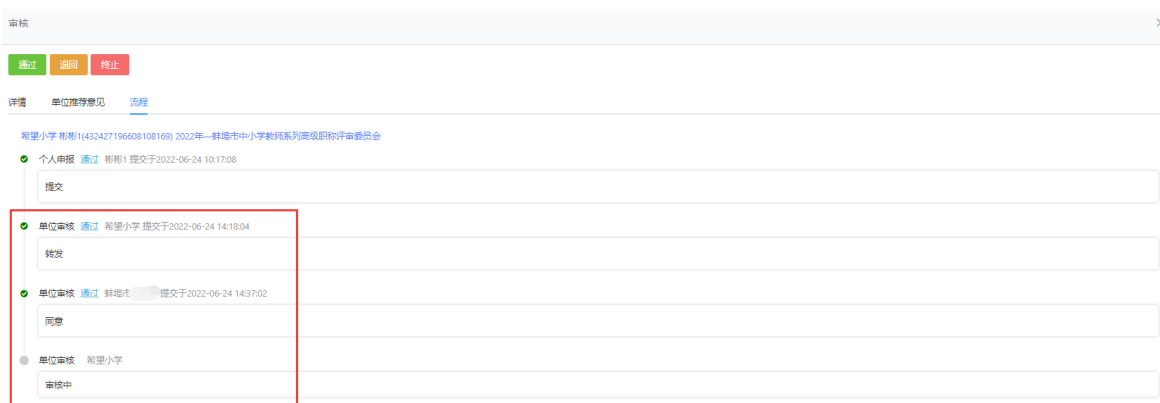 审核
通过 退回 终止
详情 单位推荐意见 流程
希望小学 彬彬1(432427196608108169) 2022年—蚌埠市中小学教师系列高级职称评审委员会
个人申报 通过 彬彬1 提交于2022-06-24 10:17:08
提交
单位审核 通过 希望小学 提交于2022-06-24 14:18:04
转发
单位审核 通过 蚌埠市 提交于2022-06-24 14:37:02
同意
单位审核 希望小学
审核中